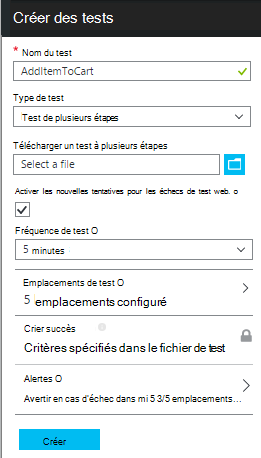 Créer des tests
* Nom du test
AddItemToCart
Type de test
Test de plusieurs étapes
Télécharger un test à plusieurs étapes
Select a file
Activer les nouvelles tentatives pour les échecs de test web. o
Fréquence de test O
5 minutes
Emplacements de test O
5 emplacements configuré
Crier succès
Critères spécifiés dans le fichier de test
Alertes O
Avertir en cas d'échec dans mi 5 3/5 emplacements...
Créer